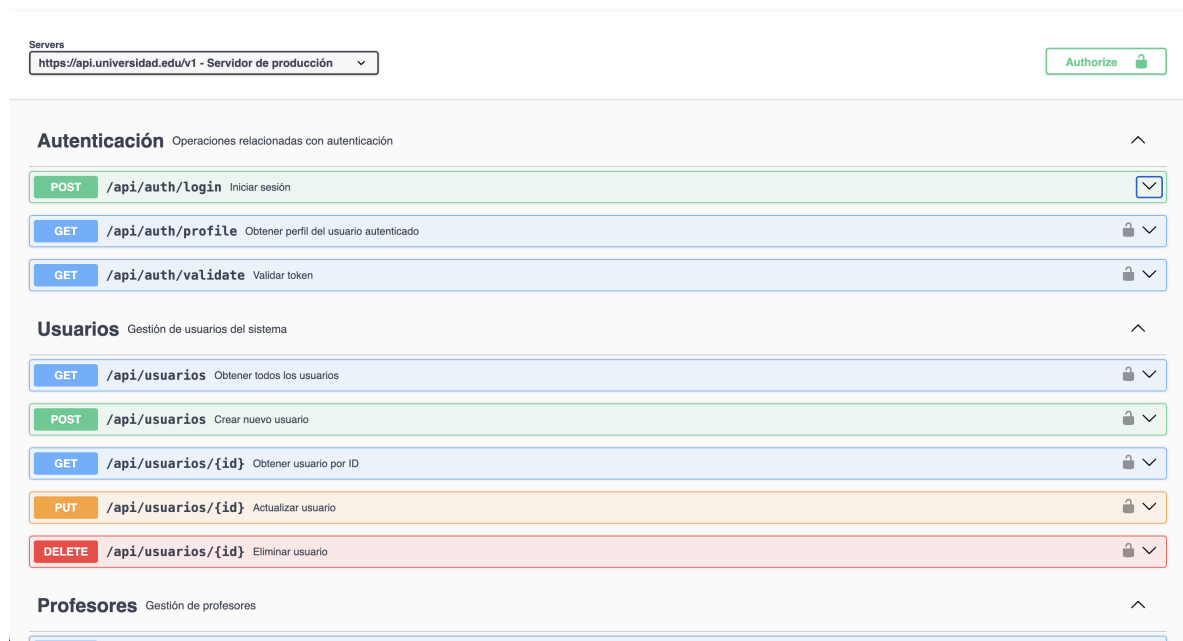 Servers
https://api.universidad.edu/v1 - Servidor de producción
Authorize
Autenticación Operaciones relacionadas con autenticación
POST /api/auth/login Iniciar sesión
GET /api/auth/profile Obtener perfil del usuario autenticado
GET /api/auth/validate Validar token
Usuarios Gestión de usuarios del sistema
GET /api/usuarios Obtener todos los usuarios
POST /api/usuarios Crear nuevo usuario
GET /api/usuarios/{id} Obtener usuario por ID
PUT /api/usuarios/{id} Actualizar usuario
DELETE /api/usuarios/{id} Eliminar usuario
Profesores Gestión de profesores